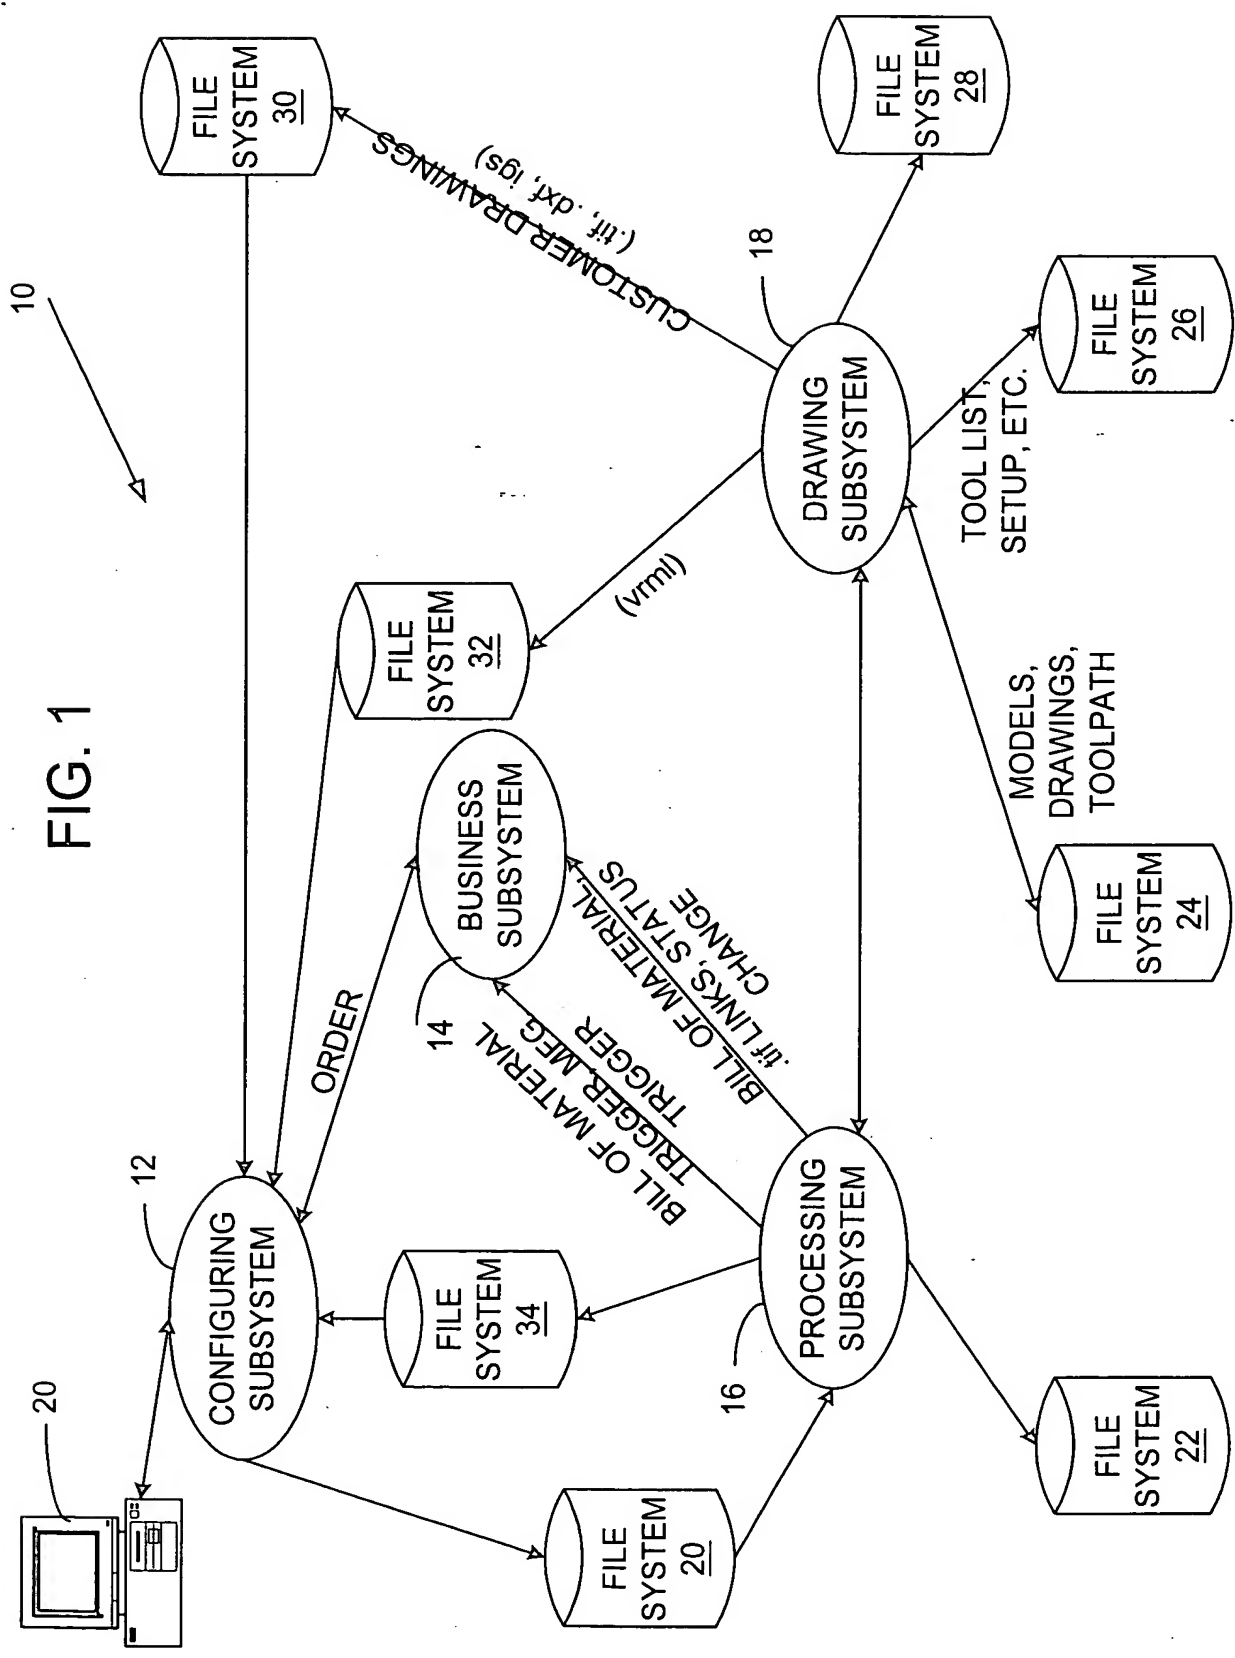 FIG. 1
10
20
12
CONFIGURING
SUBSYSTEM
FILE
SYSTEM
30
ORDER
FILE
SYSTEM
32
14
BUSINESS
SUBSYSTEM
FILE
SYSTEM
34
CUSTOMER DRAWINGS
(.tif, .dxf, igs)
(vrml)
BILL OF MATERIAL
TRIGGER, MFG.
TRIGGER
BILL OF MATERIAL,
.tif LINKS, STATUS
CHANGE
FILE
SYSTEM
20
16
PROCESSING
SUBSYSTEM
18
DRAWING
SUBSYSTEM
FILE
SYSTEM
28
TOOL LIST,
SETUP, ETC.
MODELS,
DRAWINGS,
TOOLPATH
FILE
SYSTEM
22
FILE
SYSTEM
24
FILE
SYSTEM
26